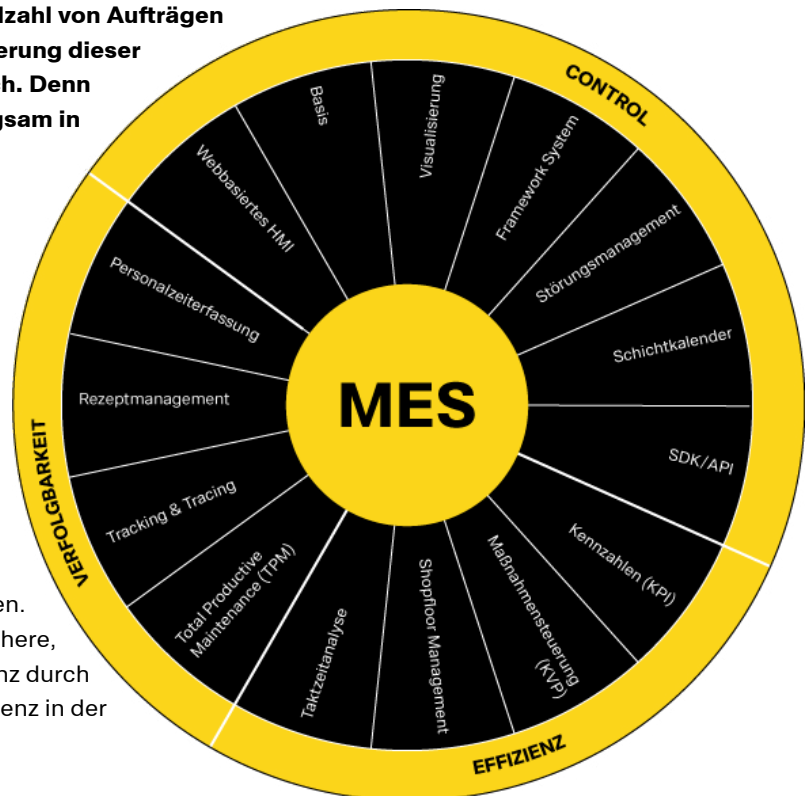 lzahl von Aufträgen
erung dieser
h. Denn
gsam in
CONTROL
Basis
Visualisierung
Framework System
Webbasiertes HMI
Störungsmanagement
Personalzeiterfassung
Schichtkalender
Rezeptmanagement
MES
SDK/API
Tracking & Tracing
Kennzahlen (KPI)
VERFOLGBARKEIT
Total Productive
Maintenance (TPM)
Taktzeitanalyse
Shopfloor Management
Maßnahmensteuerung
(KVP)
EFFIZIENZ
en.
here,
nz durch
enz in der